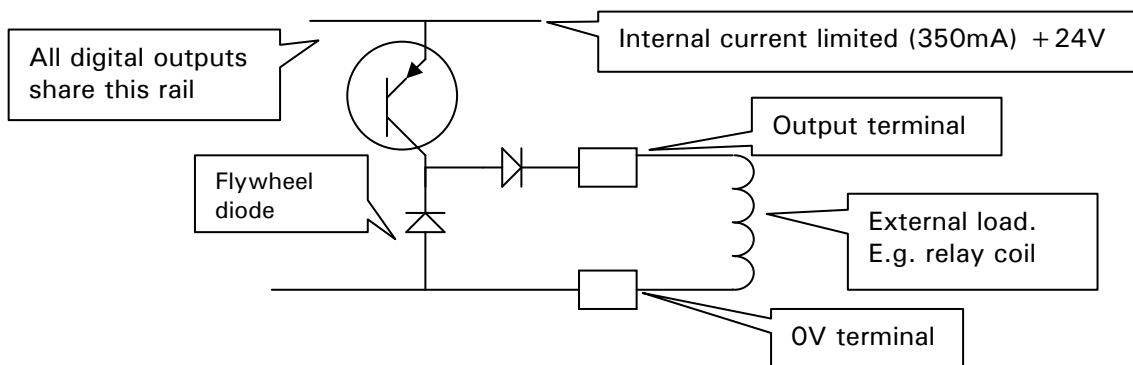 All digital outputs
share this rail
Internal current limited (350mA) +24V
Output terminal
Flywheel
diode
External load.
E.g. relay coil
0V terminal